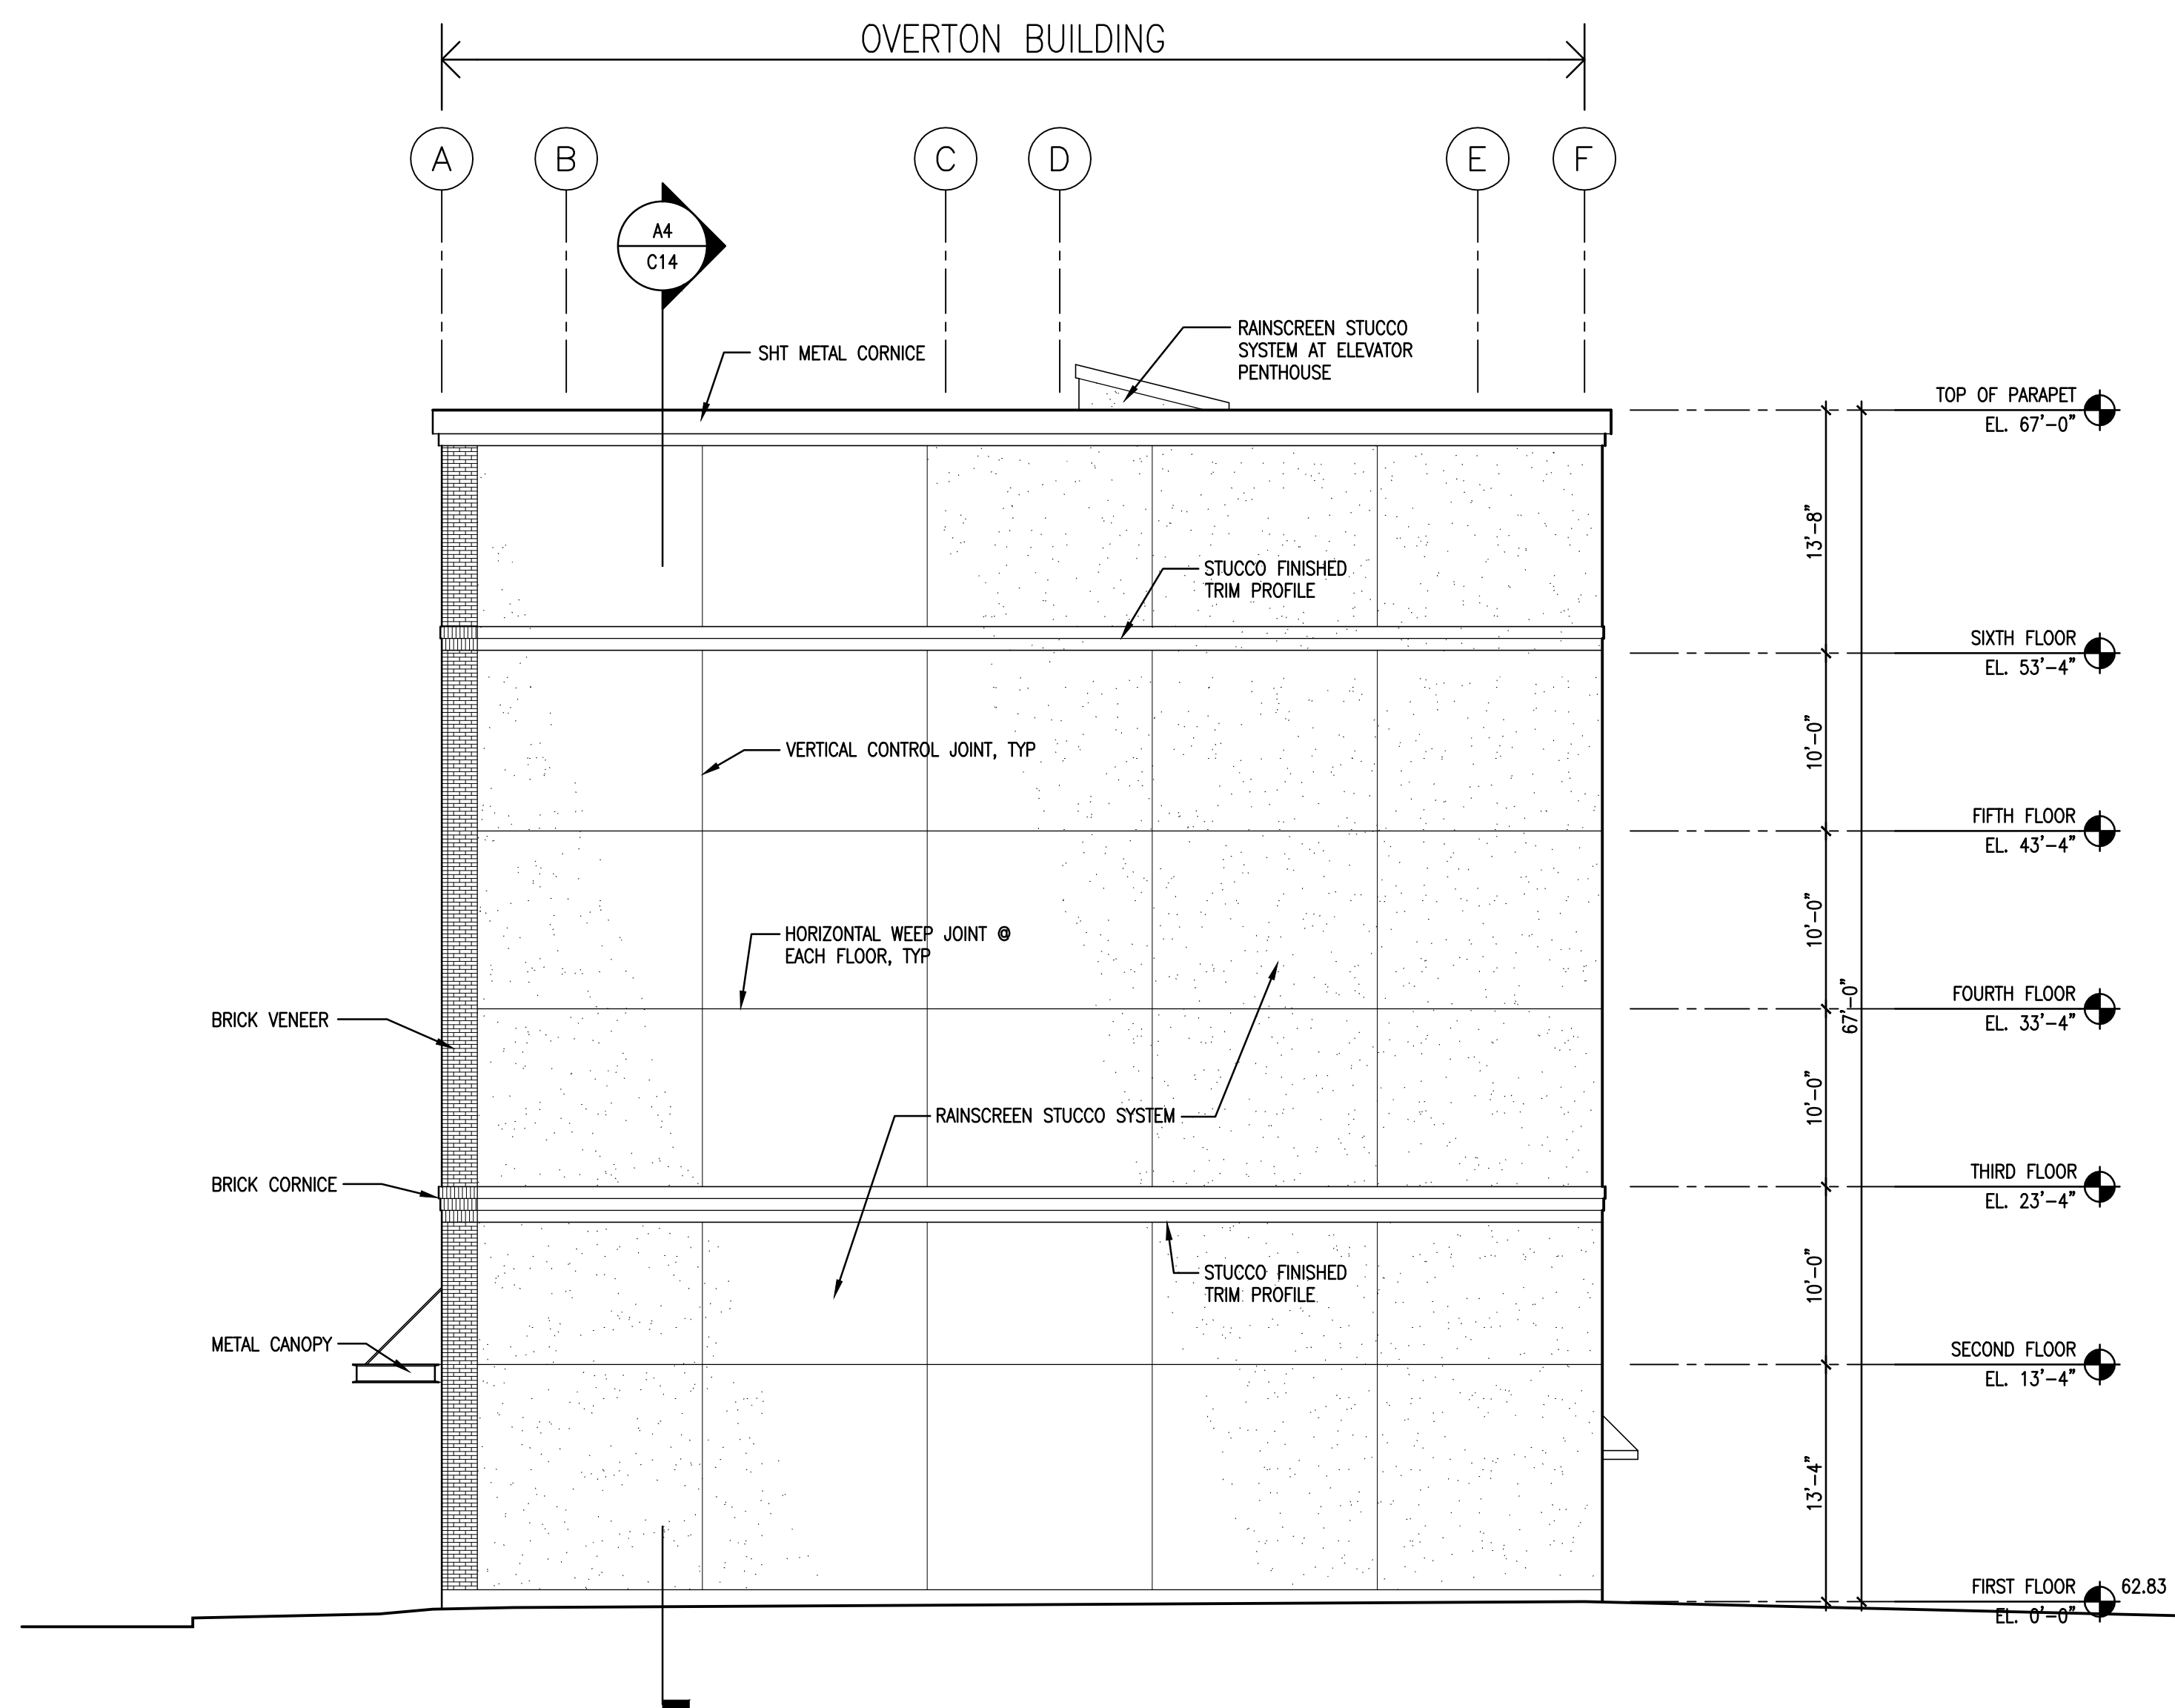 OVERTON BUILDING
A
B
C
D
E
F
A4
C14
SHT METAL CORNICE
RAINSCREEN STUCCO
SYSTEM AT ELEVATOR
PENTHOUSE
TOP OF PARAPET
EL. 67'-0"
13'-8"
STUCCO FINISHED
TRIM PROFILE
SIXTH FLOOR
EL. 53'-4"
VERTICAL CONTROL JOINT, TYP
10'-0"
FIFTH FLOOR
EL. 43'-4"
HORIZONTAL WEEP JOINT @
EACH FLOOR, TYP
10'-0"
BRICK VENEER
67'-0"
FOURTH FLOOR
EL. 33'-4"
RAINSCREEN STUCCO SYSTEM
10'-0"
BRICK CORNICE
THIRD FLOOR
EL. 23'-4"
STUCCO FINISHED
TRIM PROFILE
10'-0"
METAL CANOPY
SECOND FLOOR
EL. 13'-4"
13'-4"
FIRST FLOOR
62.83
EL. 0'-0"